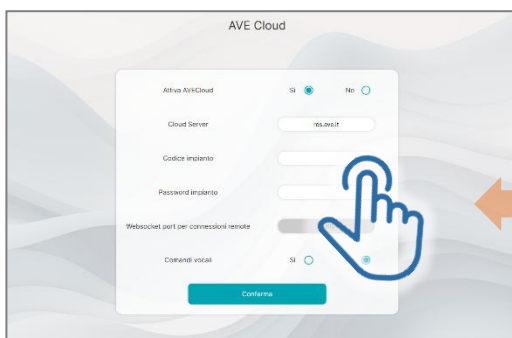 AVE Cloud
Attiva AVECloud Sì No
Cloud Server rds.ave.it
Codice impianto
Password impianto
Websocket port per connessioni remote
Comandi vocali Sì
Conferma